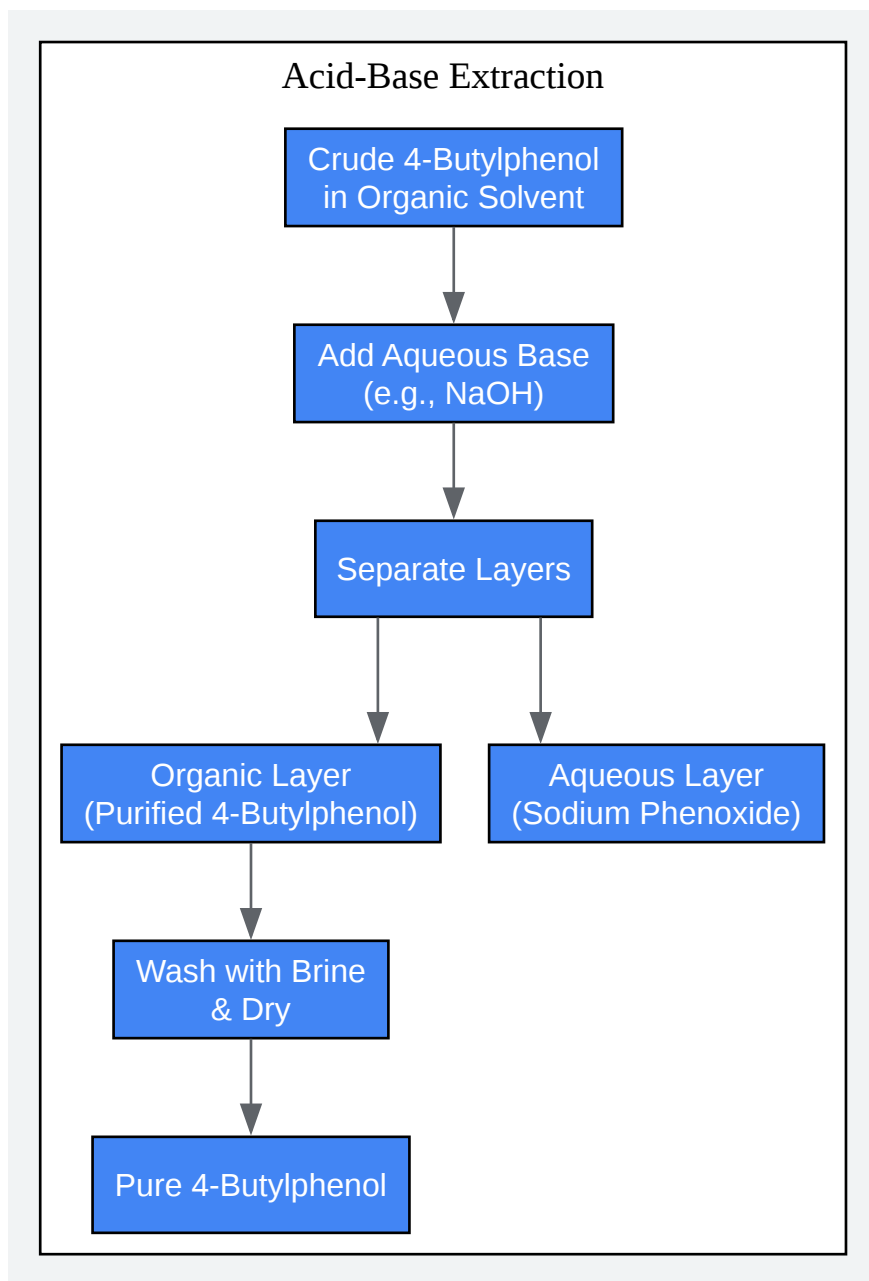 Acid-Base Extraction
Crude 4-Butylphenol
in Organic Solvent
Add Aqueous Base
(e.g., NaOH)
Separate Layers
Organic Layer
(Purified 4-Butylphenol)
Aqueous Layer
(Sodium Phenoxide)
Wash with Brine
& Dry
Pure 4-Butylphenol